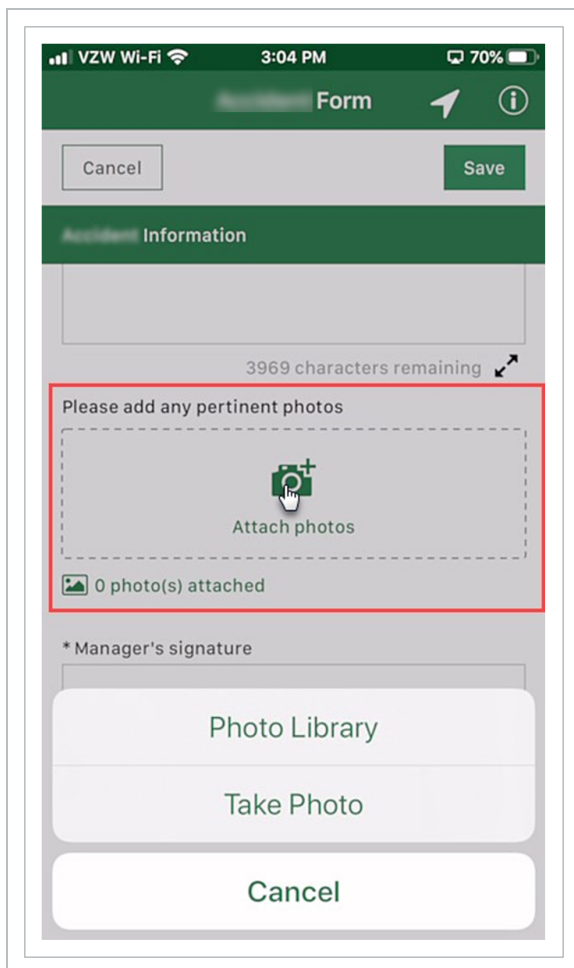 VZW Wi-Fi 3:04 PM 70%
Form
Cancel Save
Information
3969 characters remaining
Please add any pertinent photos
Attach photos
0 photo(s) attached
* Manager's signature
Photo Library
Take Photo
Cancel